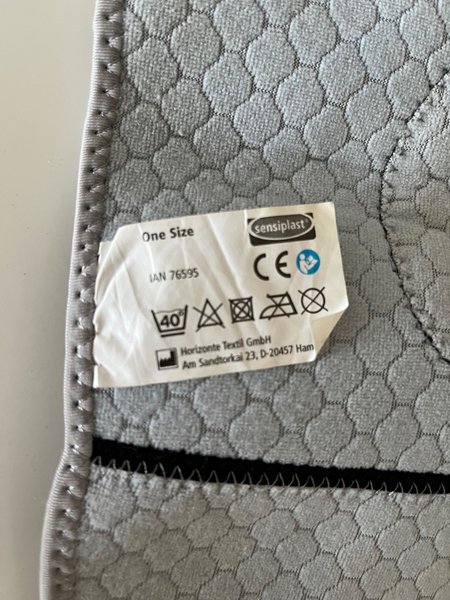 One Size
sensiplast®
IAN 76595
CE
40°
Horizonte Textil GmbH
Am Sandtorkai 23, D-20457 Ham